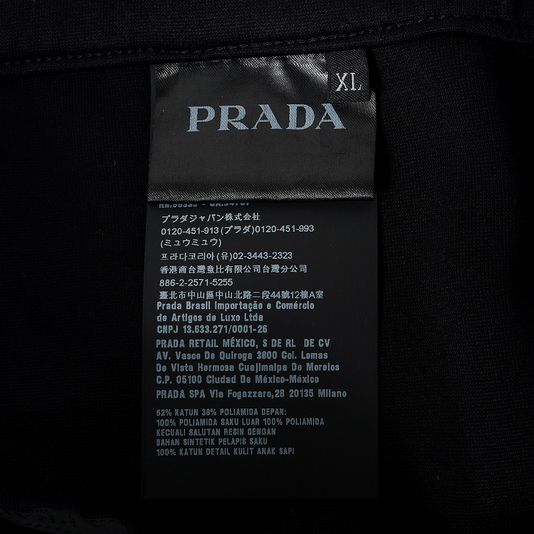 XL
PRADA
プラダジャパン株式会社
0120-451-913 (プラダ)0120-451-993
(ミュウミュウ)
프라다코리아 (유)02-3443-2323
香港商台灣壹比有限公司台灣分公司
886-2-2571-5255
臺北市中山區中山北路二段44號12樓A室
Prada Brasil Importação e Comércio
de Artigos de Luxo Ltda
CNPJ 13.633.271/0001-26
PRADA RETAIL MÉXICO, S DE RL DE CV
AV. Vasco De Quiroga 3800 Col. Lomas
De Vista Hermosa Cuajimalpa De Morelos
C.P. 05100 Ciudad De México-México
PRADA SPA Via Fogazzaro,28 20135 Milano
62% KATUN 38% POLIAMIDA DEPAN:
100% POLIAMIDA SAKU LUAR 100% POLIAMIDA
KECUALI SALUTAN RESIN DENGAN
BAHAN SINTETIK PELAPIS SAKU
100% KATUN DETAIL KULIT ANAK SAPI